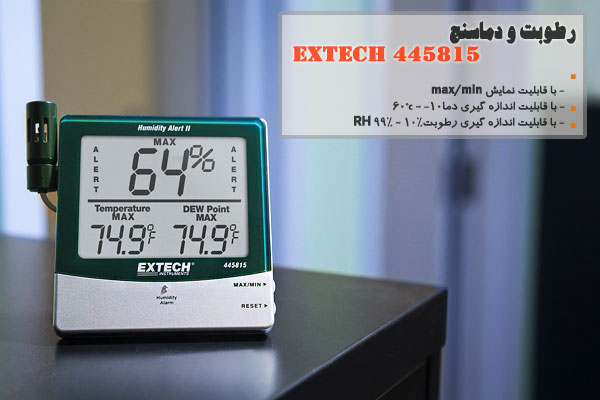 رطوبت و دماسنج
EXTECH 445815
- با قابلیت نمایش max/min
- با قابلیت اندازه گیری دما ۱۰- ~ ۶۰°c
- با قابلیت اندازه گیری رطوبت ۱۰٪ ~ ۹۹٪ RH
Humidity Alert II
MAX
ALERT
64%
ALERT
Temperature MAX
DEW Point MAX
74.9°F
74.9°F
EXTECH®
INSTRUMENTS
445815
MAX/MIN
RESET
Humidity
Alarm